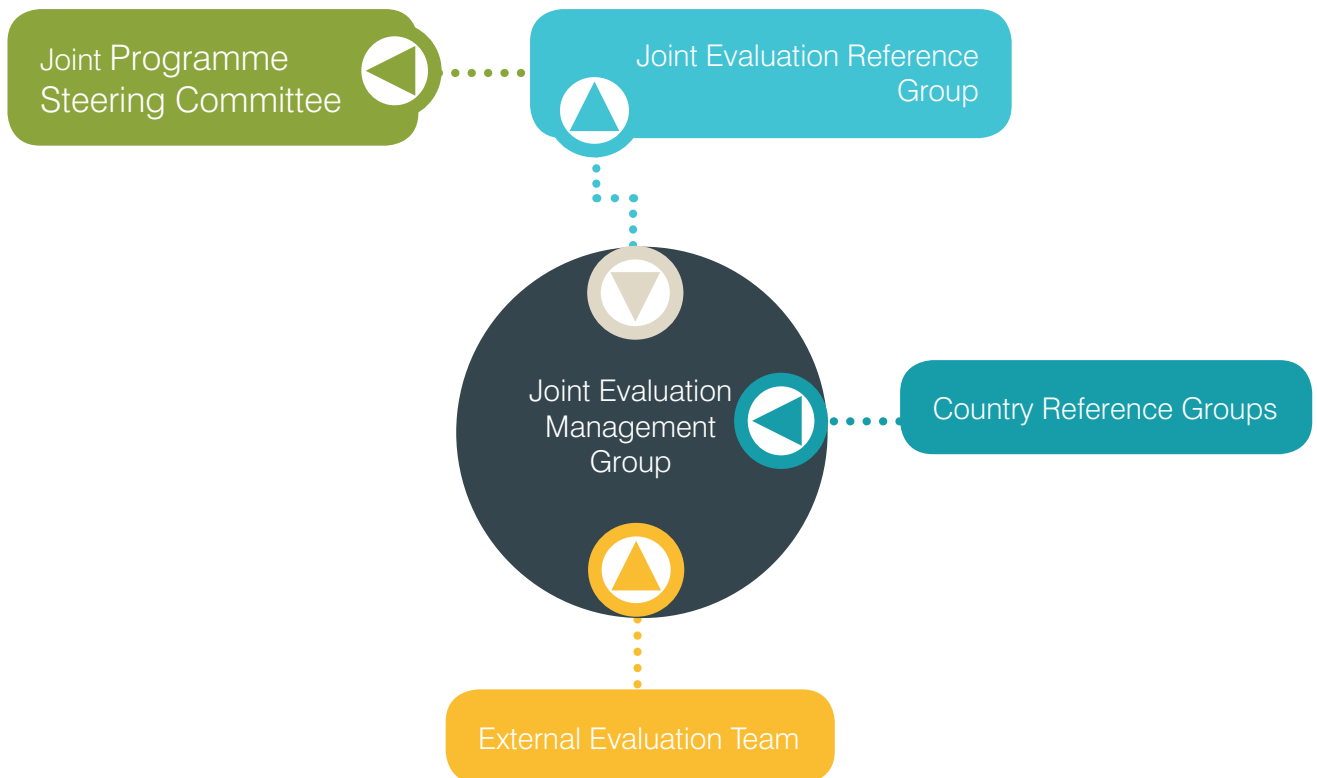 Joint Programme
Steering Committee
Joint Evaluation Reference
Group
Joint Evaluation
Management
Group
Country Reference Groups
External Evaluation Team